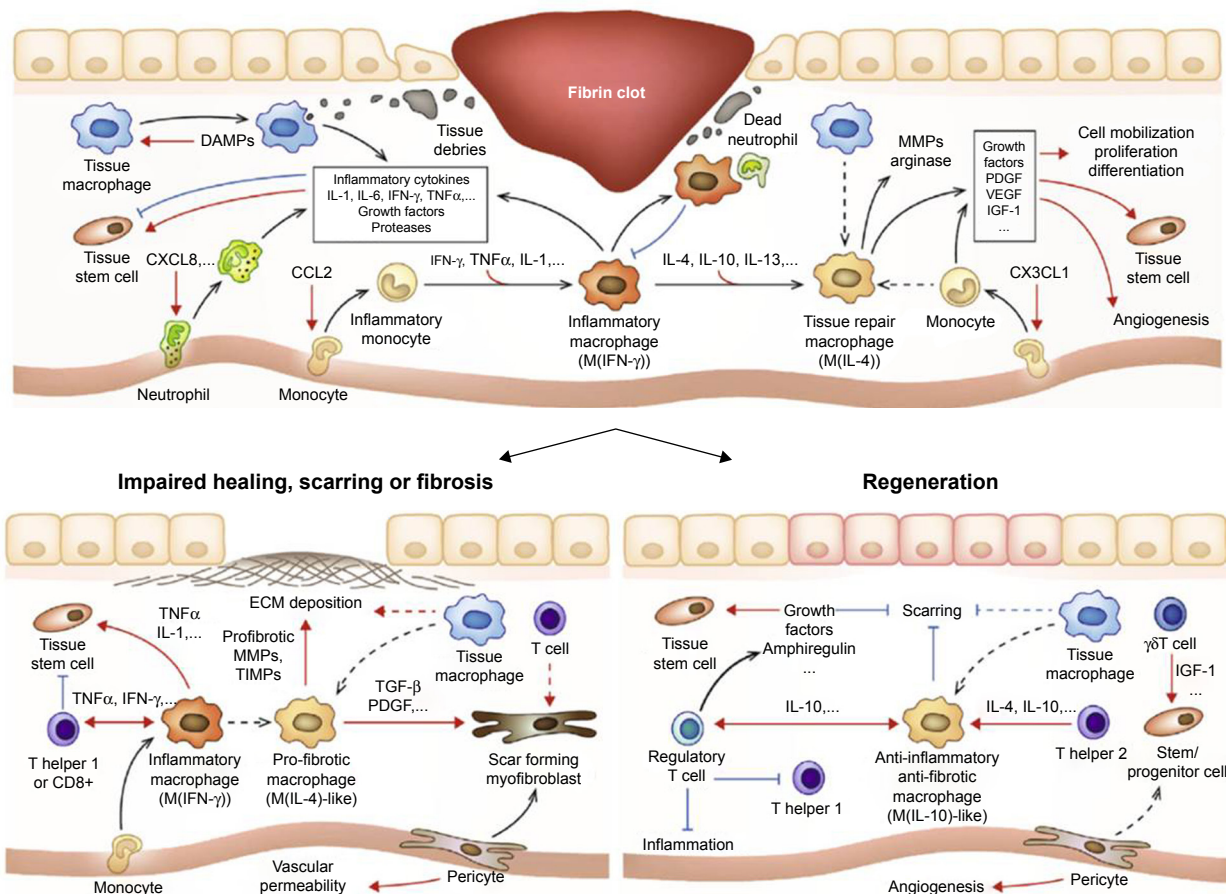 Fibrin clot
DAMPs
Tissue
macrophage
Tissue
debries
Dead
neutrophil
MMPs
arginase
Growth
factors
PDGF
VEGF
IGF-1
...
Cell mobilization
proliferation
differentiation
Inflammatory cytokines
IL-1, IL-6, IFN-γ, TNFα,...
Growth factors
Proteases
Tissue
stem cell
CXCL8,...
CCL2
IFN-γ, TNFα, IL-1,...
IL-4, IL-10, IL-13,...
CX3CL1
Tissue
stem cell
Angiogenesis
Inflammatory
monocyte
Inflammatory
macrophage
(M(IFN-γ))
Tissue repair
macrophage
(M(IL-4))
Monocyte
Neutrophil
Monocyte
Impaired healing, scarring or fibrosis
TNFα
IL-1,...
ECM deposition
Tissue
stem cell
Profibrotic
MMPs,
TIMPs
Tissue
macrophage
T cell
TNFα, IFN-γ,...
TGF-β
PDGF,...
T helper 1
or CD8+
Inflammatory
macrophage
(M(IFN-γ))
Pro-fibrotic
macrophage
(M(IL-4)-like)
Scar forming
myofibroblast
Monocyte
Vascular
permeability
Pericyte
Regeneration
Tissue
stem cell
Growth
factors
Amphiregulin
...
Scarring
Tissue
macrophage
γδT cell
IGF-1
...
IL-10,...
IL-4, IL-10,...
Regulatory
T cell
Anti-inflammatory
anti-fibrotic
macrophage
(M(IL-10)-like)
T helper 2
Stem/
progenitor cell
T helper 1
Inflammation
Angiogenesis
Pericyte